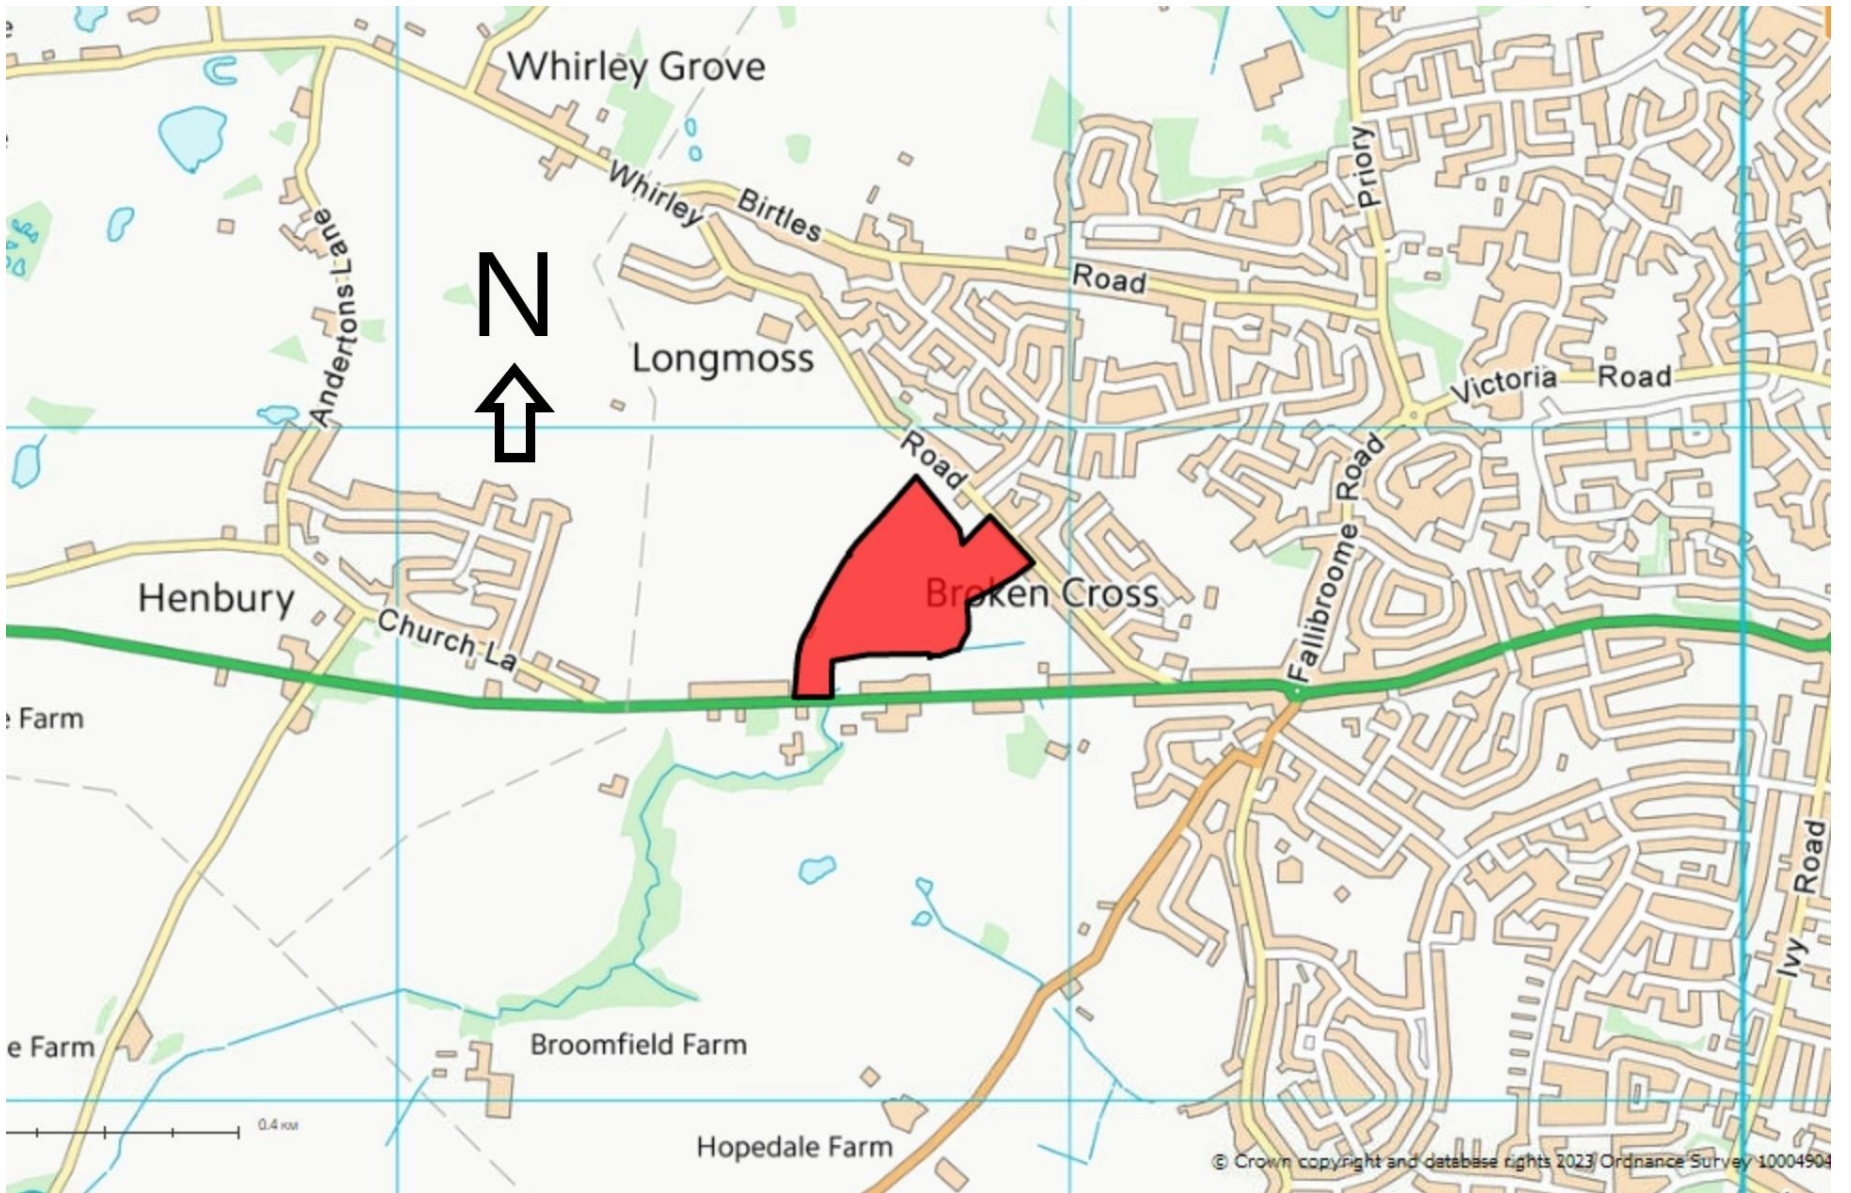 Whirley Grove
Priory
Whirley
Birtles
Road
Andertons Lane
N
Longmoss
Victoria Road
Road
Fallibroome Road
Henbury
Broken Cross
Church La
Farm
Ivy Road
e Farm
Broomfield Farm
0.4 км
Hopedale Farm
© Crown copyright and database rights 2023 Ordnance Survey 10004904